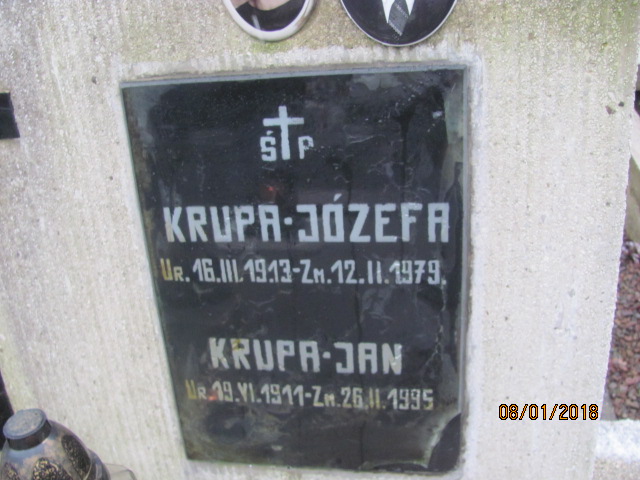 Ś P
KRUPA-JÓZEFA
UR. 16.III.1913-ZM. 12.II.1979.
KRUPA-JAN
UR. 19.VI.1911-ZM. 26.II.1995
08/01/2018